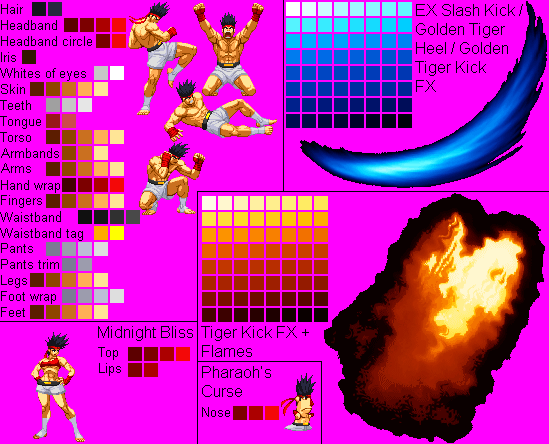 Hair
Headband
Headband circle
Iris
Whites of eyes
Skin
Teeth
Tongue
Torso
Armbands
Arms
Hand wrap
Fingers
Waistband
Waistband tag
Pants
Pants trim
Legs
Foot wrap
Feet
EX Slash Kick /
Golden Tiger
Heel / Golden
Tiger Kick
FX
Midnight Bliss
Top
Lips
Tiger Kick FX +
Flames
Pharaoh's
Curse
Nose